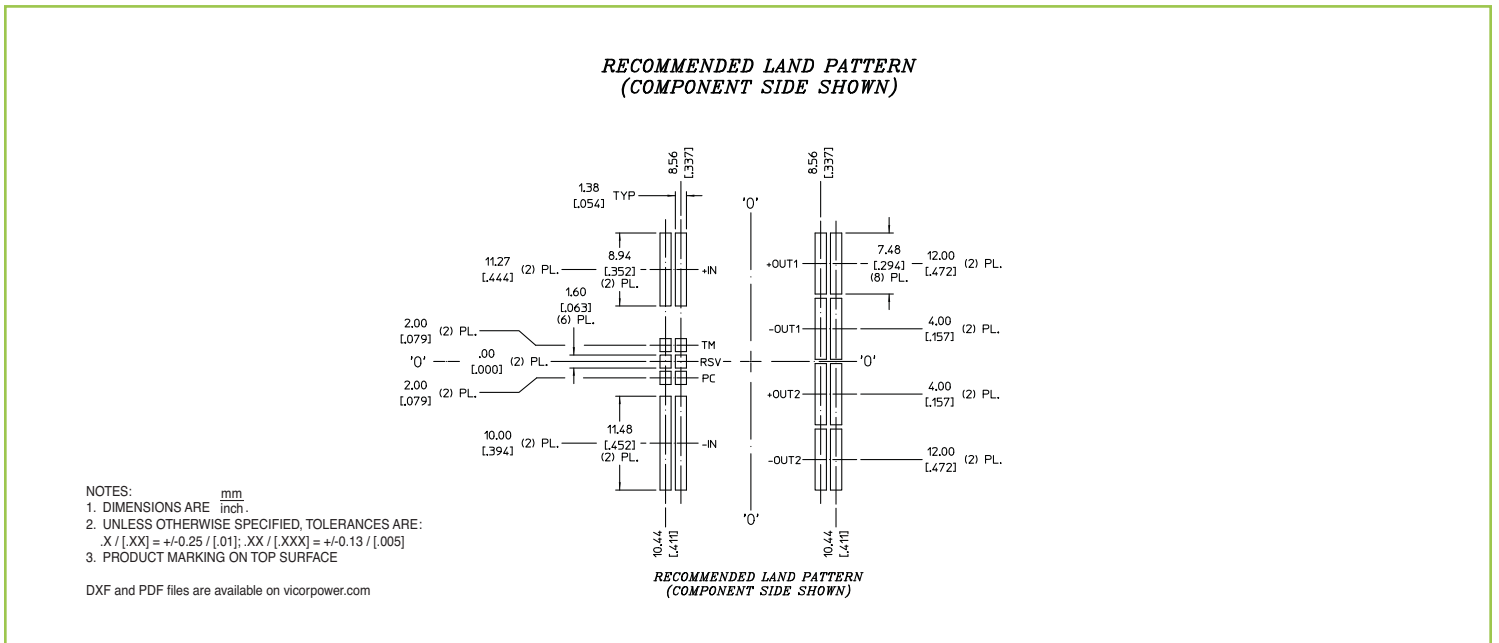 RECOMMENDED LAND PATTERN
(COMPONENT SIDE SHOWN)
8.56
[.337]
8.56
[.337]
1.38
[.054]
TYP
'0'
11.27
[.444]
(2) PL.
8.94
[.352]
(2) PL.
+IN
+OUT1
7.48
[.294]
(8) PL.
12.00
[.472]
(2) PL.
1.60
[.063]
(6) PL.
2.00
[.079]
(2) PL.
TM
-OUT1
4.00
[.157]
(2) PL.
'0'
.00
[.000]
(2) PL.
RSV
'0'
2.00
[.079]
(2) PL.
PC
+OUT2
4.00
[.157]
(2) PL.
10.00
[.394]
(2) PL.
11.48
[.452]
(2) PL.
-IN
-OUT2
12.00
[.472]
(2) PL.
'0'
10.44
[.411]
10.44
[.411]
RECOMMENDED LAND PATTERN
(COMPONENT SIDE SHOWN)
NOTES:
1. DIMENSIONS ARE mm
inch.
2. UNLESS OTHERWISE SPECIFIED, TOLERANCES ARE:
.X / [.XX] = +/-0.25 / [.01]; .XX / [.XXX] = +/-0.13 / [.005]
3. PRODUCT MARKING ON TOP SURFACE
DXF and PDF files are available on vicorpower.com